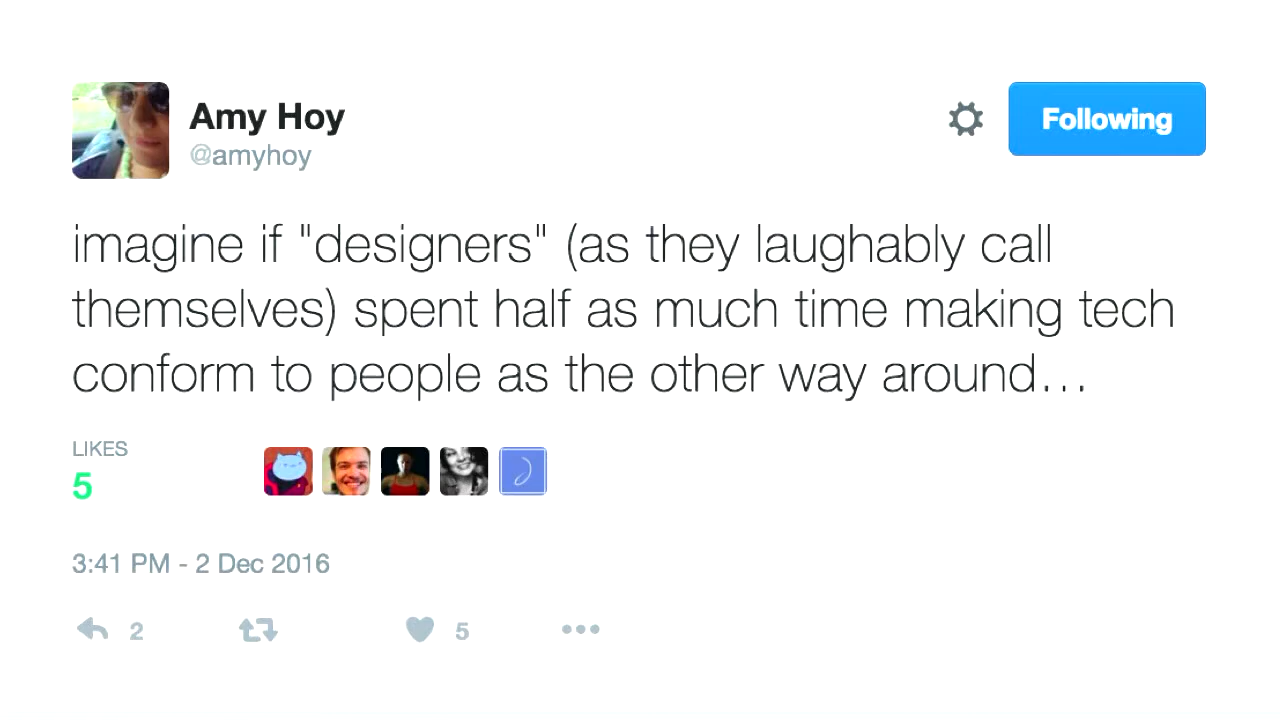 Amy Hoy
@amyhoy
Following
imagine if "designers" (as they laughably call
themselves) spent half as much time making tech
conform to people as the other way around…
LIKES
5
3:41 PM - 2 Dec 2016
2
5